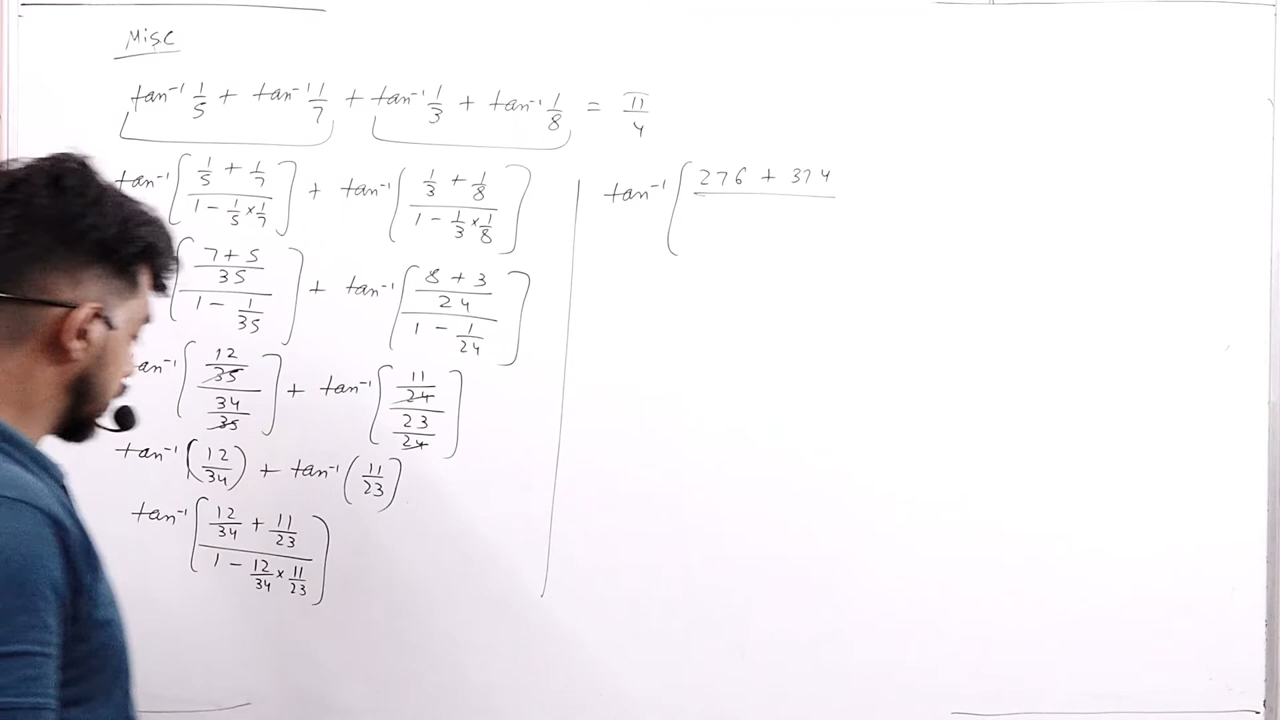 Misc
tan⁻¹ 1/5 + tan⁻¹ 1/7 + tan⁻¹ 1/3 + tan⁻¹ 1/8 = π/4
tan⁻¹ [ (1/5 + 1/7) / (1 - 1/5 × 1/7) ] + tan⁻¹ [ (1/3 + 1/8) / (1 - 1/3 × 1/8) ]
[ ((7 + 5)/35) / (1 - 1/35) ] + tan⁻¹ [ ((8 + 3)/24) / (1 - 1/24) ]
an⁻¹ [ (12/35) / (34/35) ] + tan⁻¹ [ (11/24) / (23/24) ]
tan⁻¹ (12/34) + tan⁻¹ (11/23)
tan⁻¹ [ (12/34 + 11/23) / (1 - 12/34 × 11/23) ]
tan⁻¹ [ 276 + 374